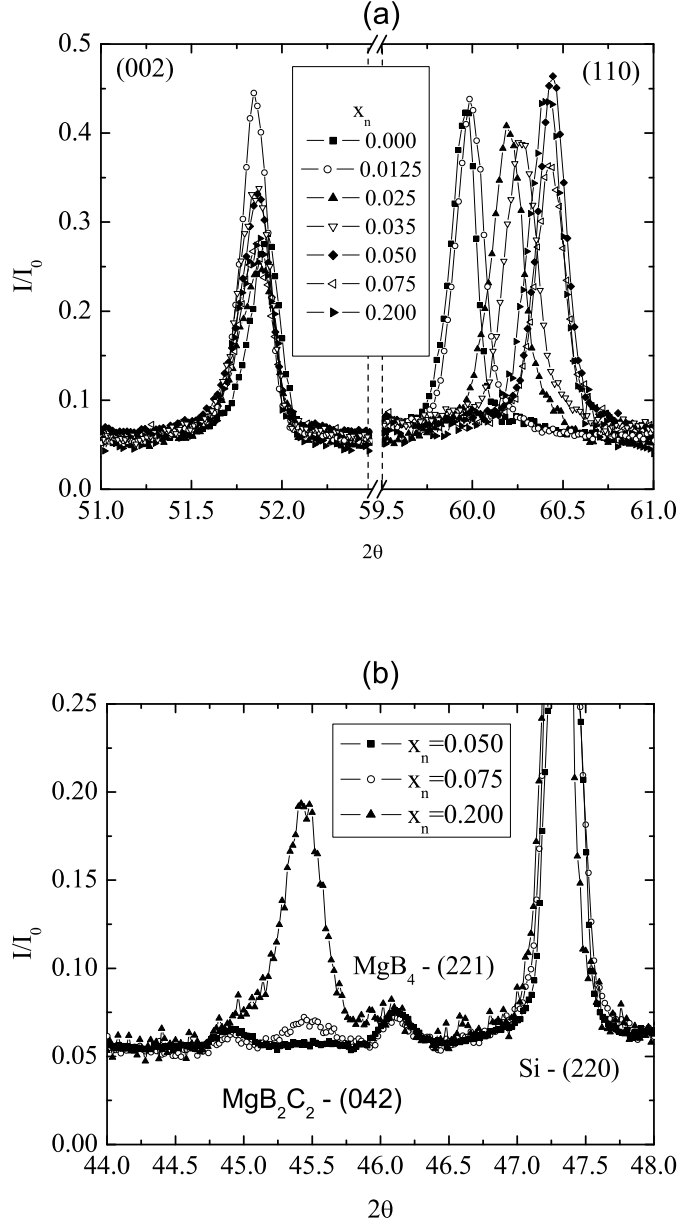 (a)
(002)
(110)
x_n
0.000
0.0125
0.025
0.035
0.050
0.075
0.200
I/I_0
0.5
0.4
0.3
0.2
0.1
0.0
51.0 51.5 52.0 59.5 60.0 60.5 61.0
2θ
(b)
x_n=0.050
x_n=0.075
x_n=0.200
I/I_0
0.25
0.20
0.15
0.10
0.05
0.00
MgB_4 - (221)
Si - (220)
MgB_2C_2 - (042)
44.0 44.5 45.0 45.5 46.0 46.5 47.0 47.5 48.0
2θ